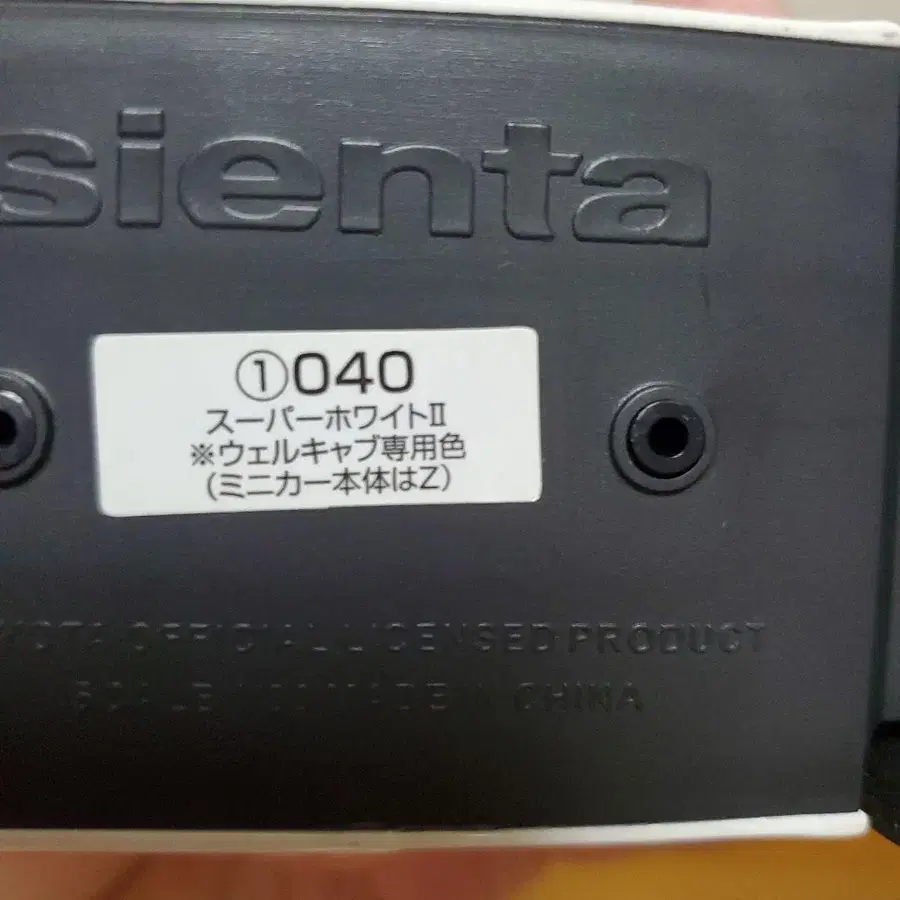 sienta
①040
スーパーホワイトⅡ
※ウェルキャブ専用色
(ミニカー本体はZ)
OFFICIAL LICENSED PRODUCT
SCALE MADE IN CHINA